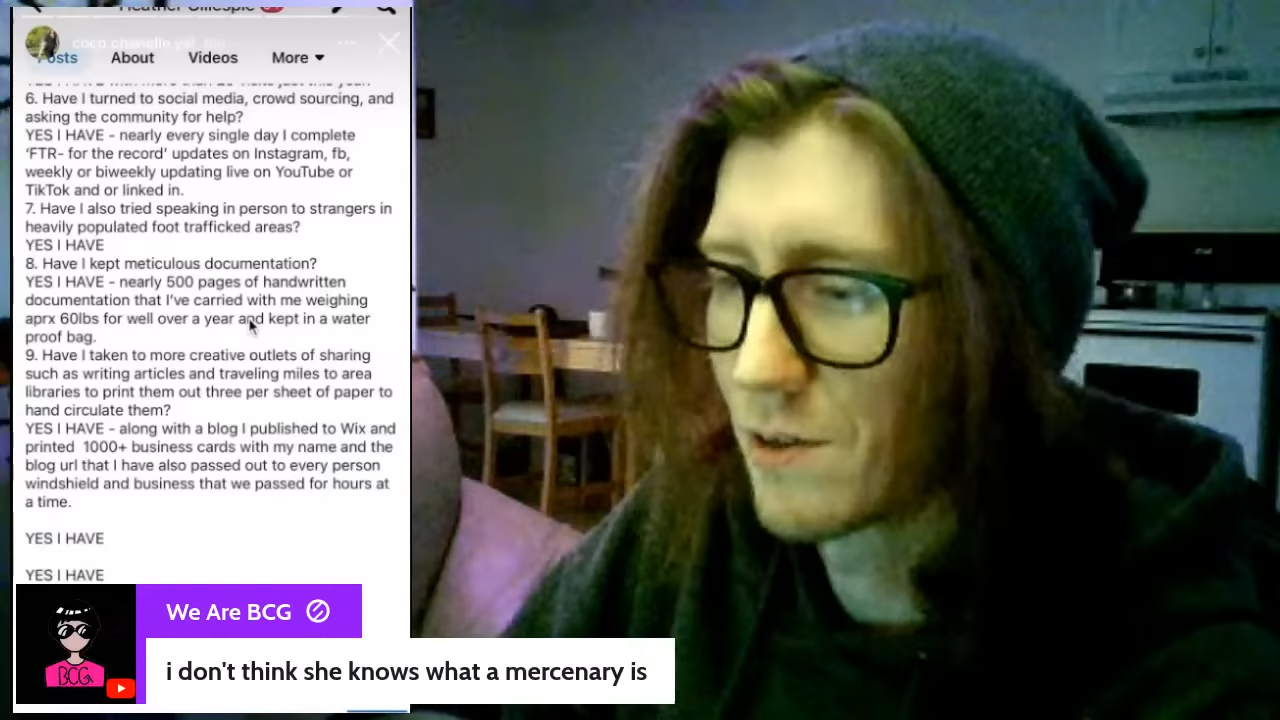 Heather Gillespie
coco chanelle
Posts About Videos More
6. Have I turned to social media, crowd sourcing, and
asking the community for help?
YES I HAVE - nearly every single day I complete
'FTR- for the record' updates on Instagram, fb,
weekly or biweekly updating live on YouTube or
TikTok and or linked in.
7. Have I also tried speaking in person to strangers in
heavily populated foot trafficked areas?
YES I HAVE
8. Have I kept meticulous documentation?
YES I HAVE - nearly 500 pages of handwritten
documentation that I've carried with me weighing
aprx 60lbs for well over a year and kept in a water
proof bag.
9. Have I taken to more creative outlets of sharing
such as writing articles and traveling miles to area
libraries to print them out three per sheet of paper to
hand circulate them?
YES I HAVE - along with a blog I published to Wix and
printed 1000+ business cards with my name and the
blog url that I have also passed out to every person
windshield and business that we passed for hours at
a time.
YES I HAVE
YES I HAVE
We Are BCG
BCG
i don't think she knows what a mercenary is